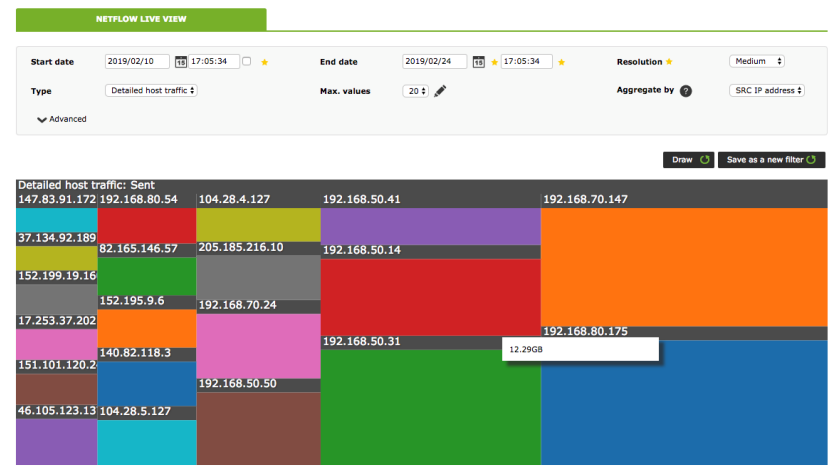 NETFLOW LIVE VIEW
Start date 2019/02/10 15 17:05:34 End date 2019/02/24 15 17:05:34 Resolution Medium
Type Detailed host traffic Max. values 20 Aggregate by ? SRC IP address
Advanced
Draw Save as a new filter
Detailed host traffic: Sent
147.83.91.172 192.168.80.54 104.28.4.127 192.168.50.41 192.168.70.147
37.134.92.189
82.165.146.57 205.185.216.10 192.168.50.14
152.199.19.16
152.195.9.6 192.168.70.24
17.253.37.202 192.168.80.175
192.168.50.31
12.29GB
140.82.118.3
151.101.120.2
192.168.50.50
46.105.123.13 104.28.5.127